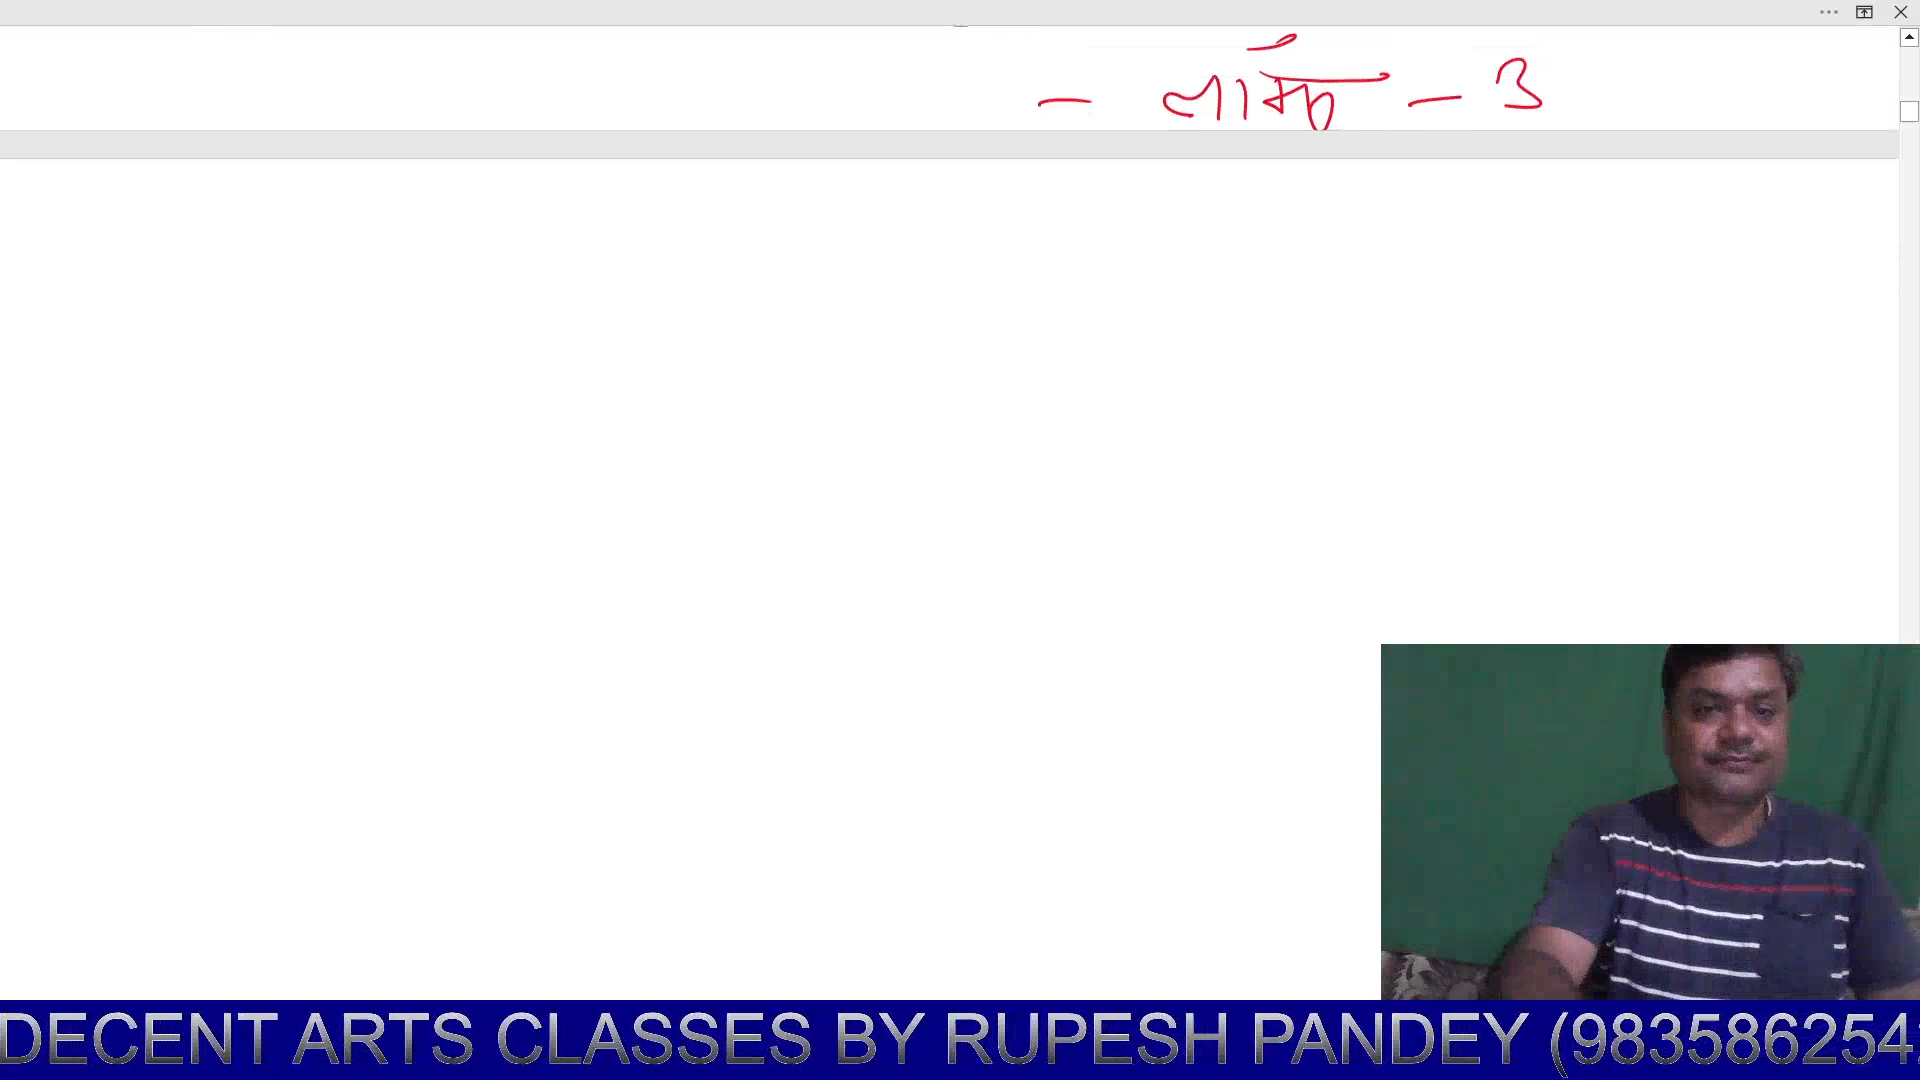 - लॉक - 3
DECENT ARTS CLASSES BY RUPESH PANDEY (983586254